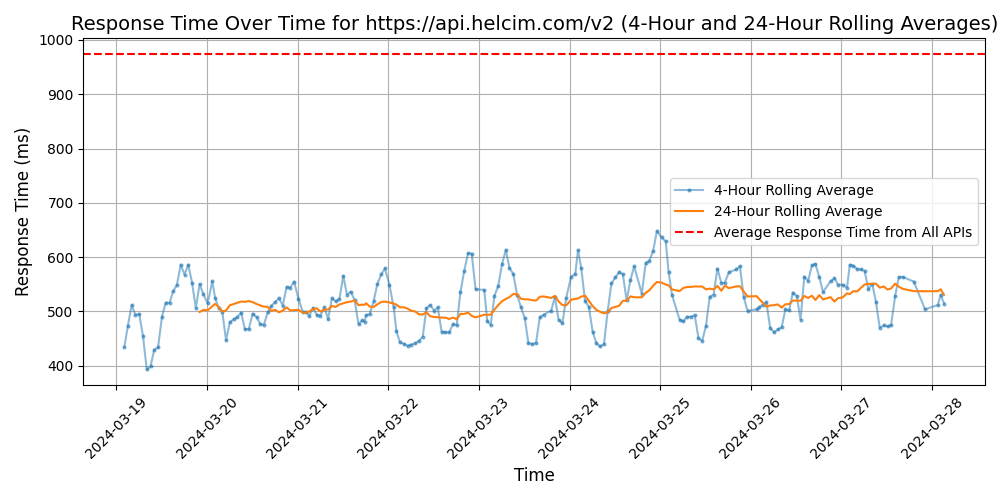 Response Time Over Time for https://api.helcim.com/v2 (4-Hour and 24-Hour Rolling Averages)
Response Time (ms)
1000
900
800
700
600
500
400
4-Hour Rolling Average
24-Hour Rolling Average
Average Response Time from All APIs
2024-03-19
2024-03-20
2024-03-21
2024-03-22
2024-03-23
2024-03-24
2024-03-25
2024-03-26
2024-03-27
2024-03-28
Time